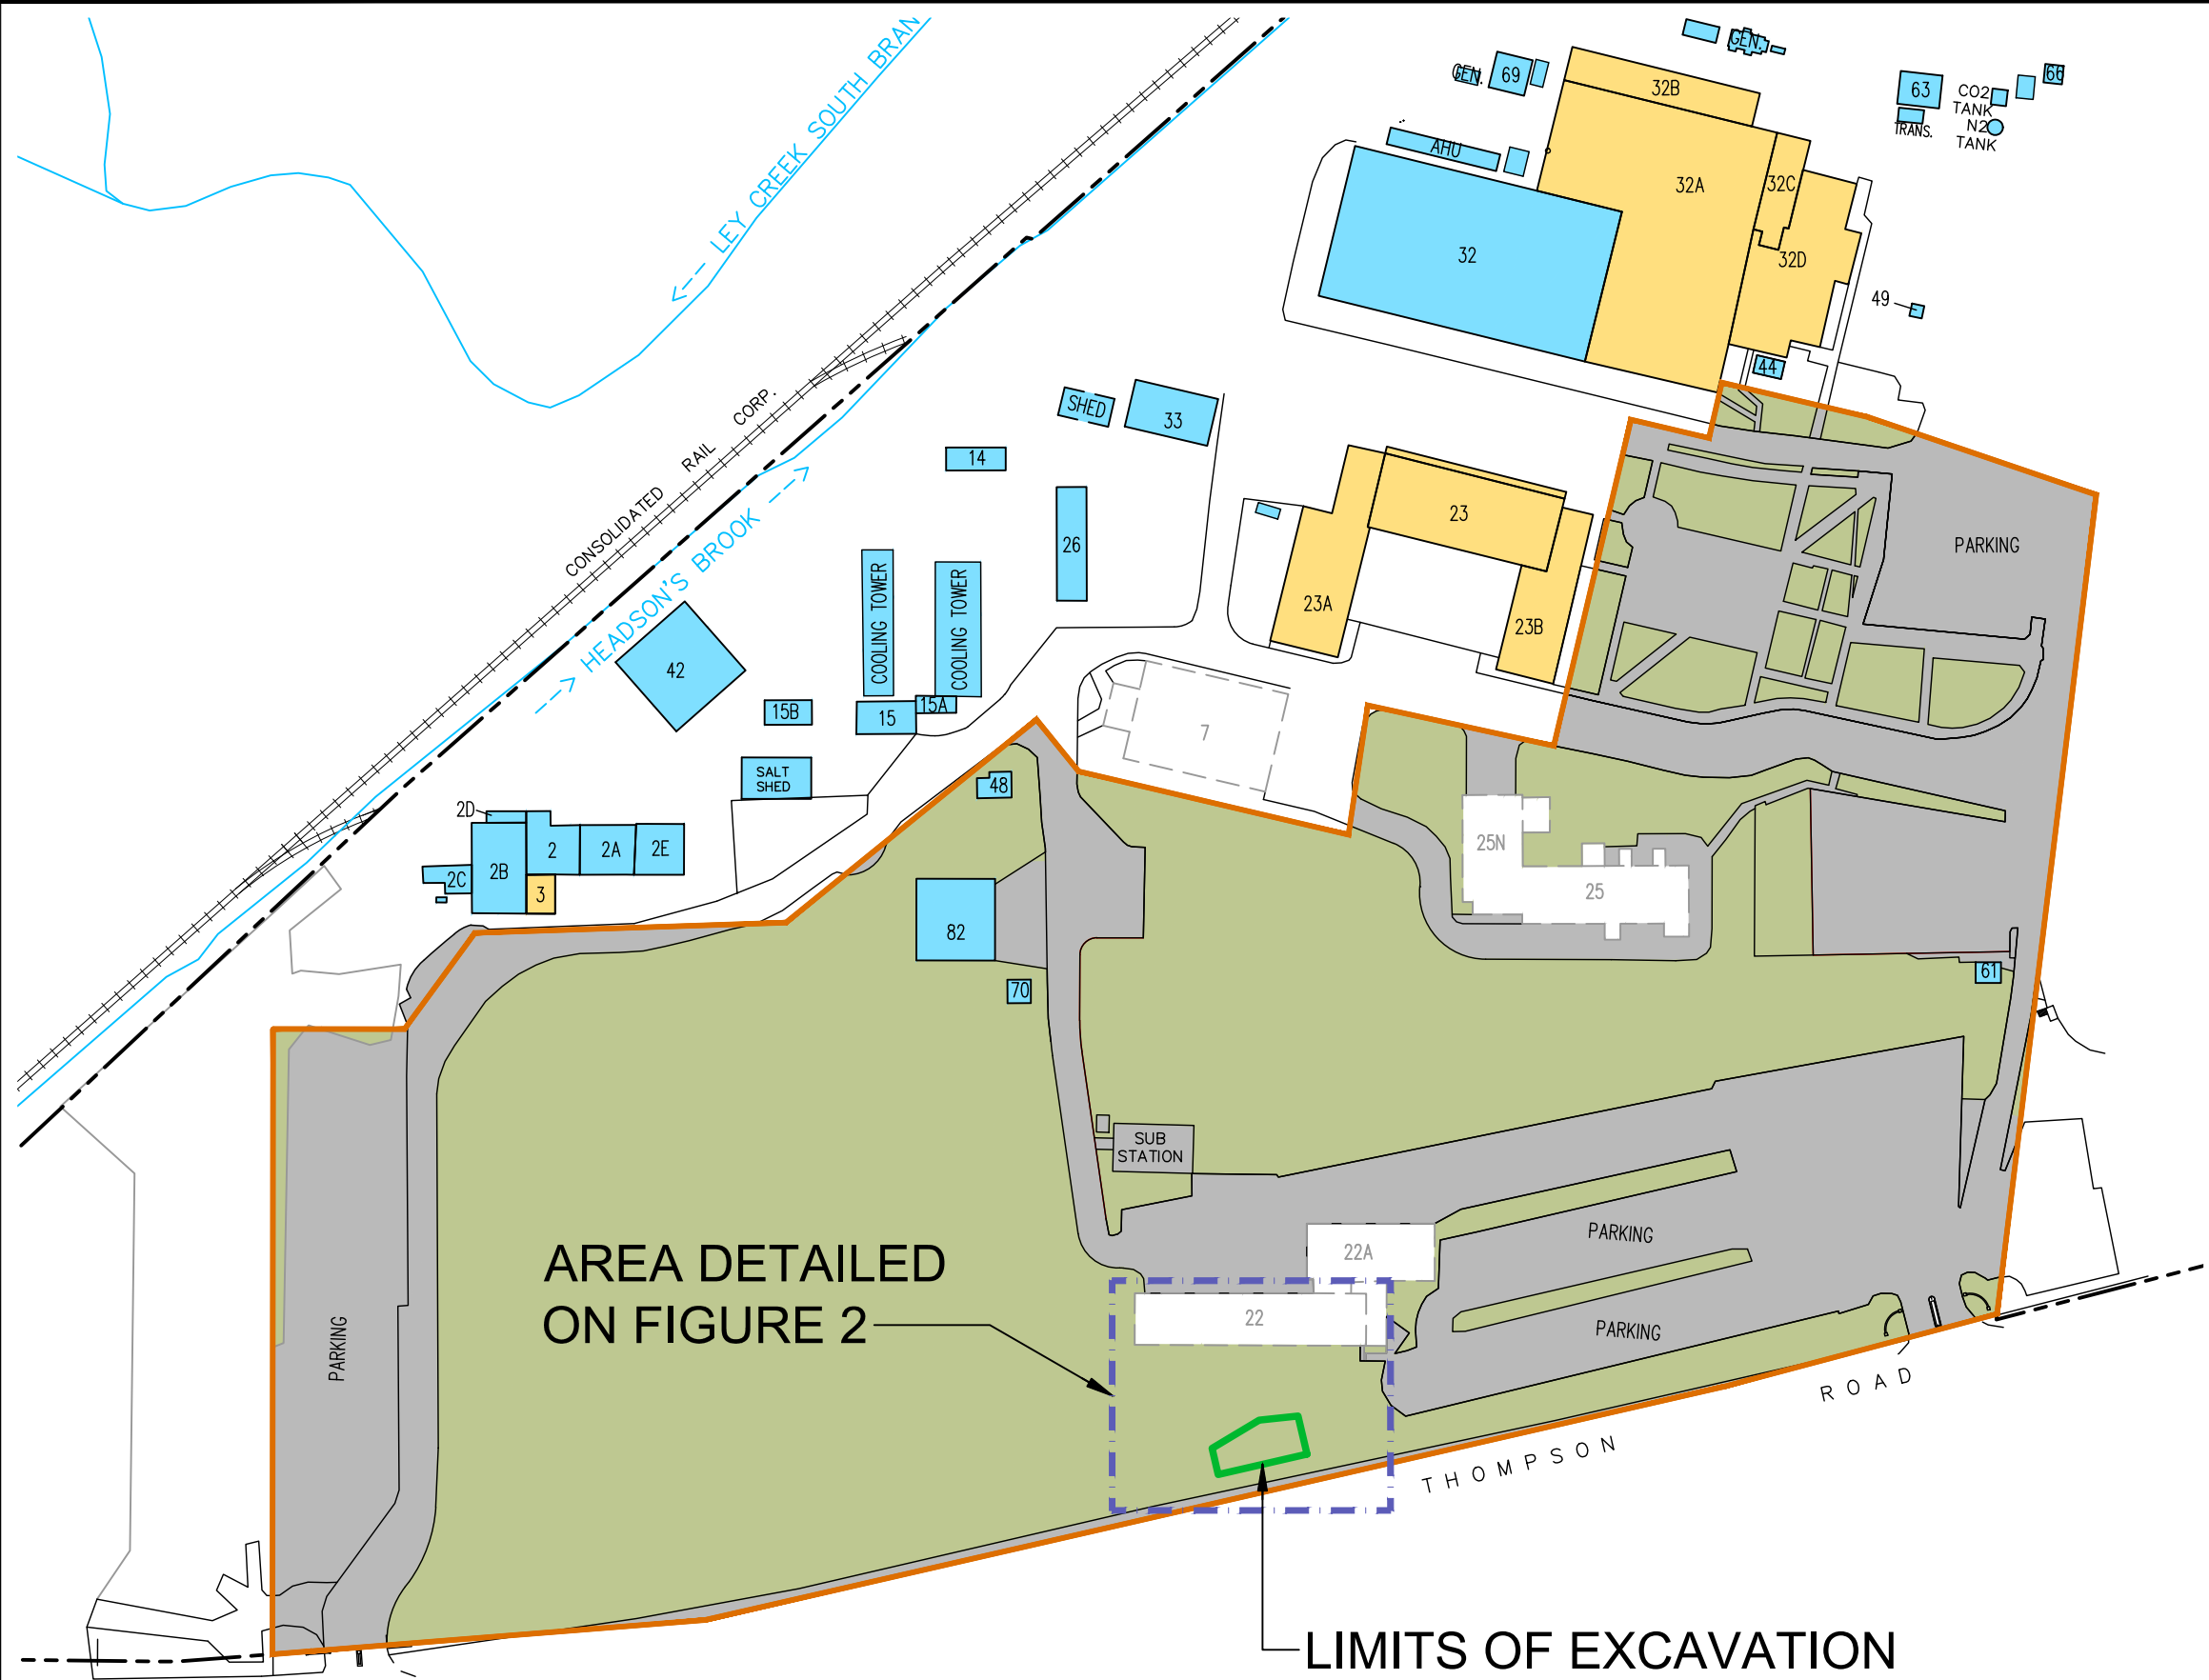 LEY CREEK SOUTH BRAN
GEN.
GEN.
69
32B
63
CO2
TANK
66
TRANS.
N2
TANK
AHU
32A
32C
32
32D
49
44
CONSOLIDATED RAIL CORP.
HEADSON'S BROOK
SHED
33
14
26
23
23A
23B
PARKING
COOLING TOWER
COOLING TOWER
42
15B
15
15A
7
SALT
SHED
48
2D
2
2A
2E
2B
2C
3
25N
25
82
70
61
SUB
STATION
AREA DETAILED
ON FIGURE 2
22A
22
PARKING
PARKING
PARKING
THOMPSON ROAD
LIMITS OF EXCAVATION